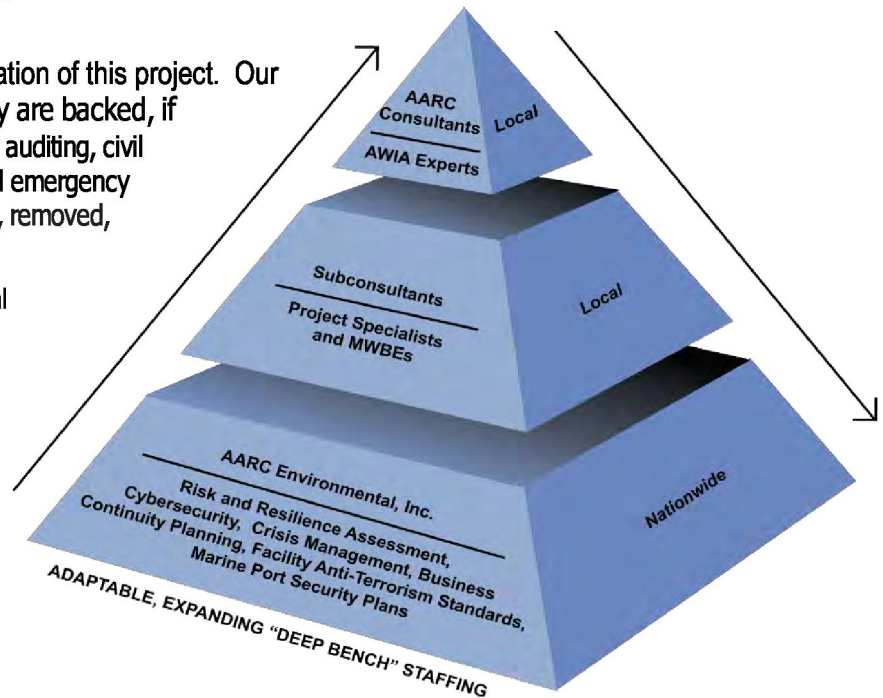 ation of this project. Our
y are backed, if
auditing, civil
l emergency
, removed,
al
AARC
Consultants
AWIA Experts
Local
Subconsultants
Project Specialists
and MWBEs
Local
AARC Environmental, Inc.
Risk and Resilience Assessment,
Cybersecurity, Crisis Management, Business
Continuity Planning, Facility Anti-Terrorism Standards,
Marine Port Security Plans
Nationwide
ADAPTABLE, EXPANDING “DEEP BENCH” STAFFING